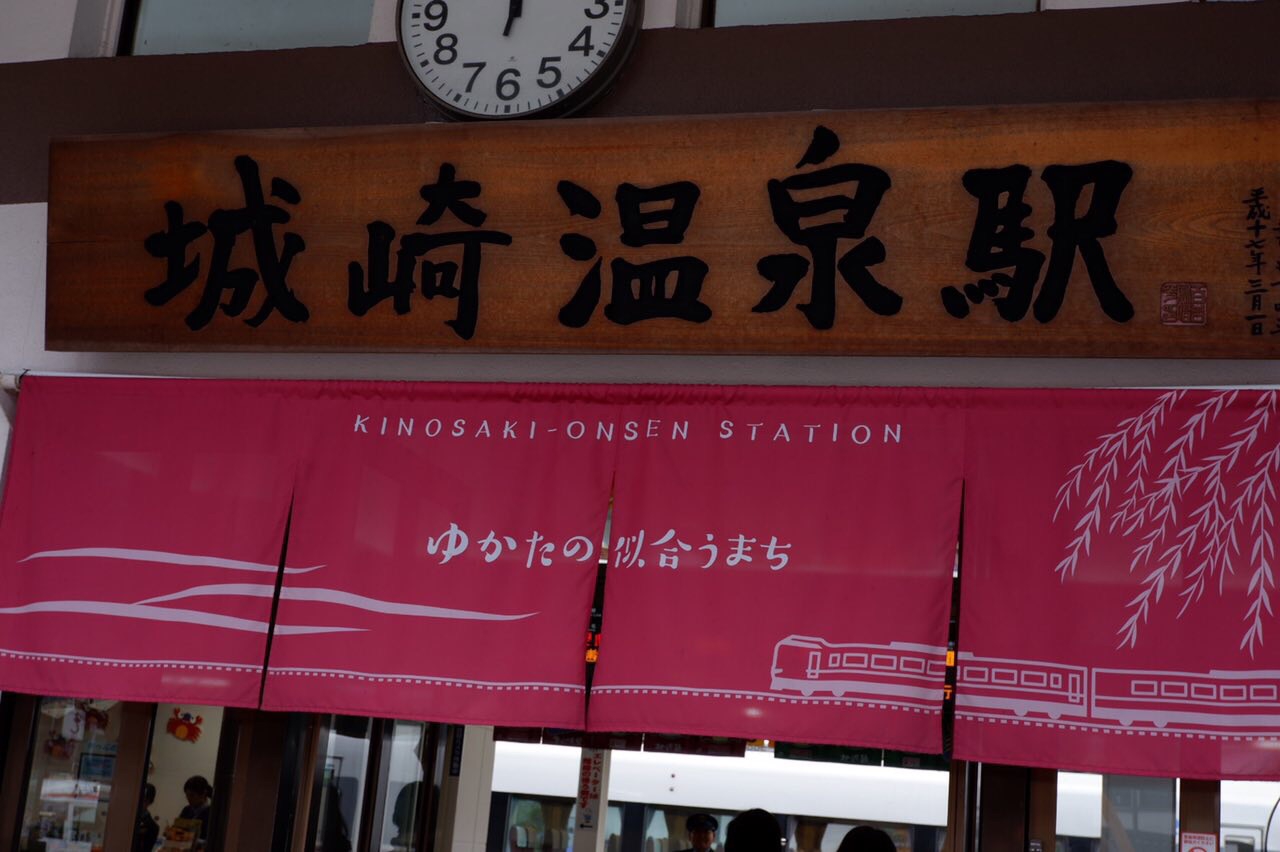 9 3
8 4
7 6 5
城崎温泉駅
平成十七年三月一日
KINOSAKI-ONSEN STATION
ゆかたの似合うまち